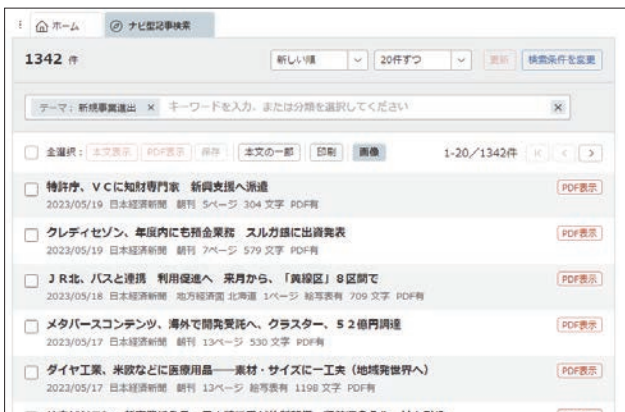 ホーム ナビ型記事検索
1342 件 新しい順 20件ずつ 更新 検索条件を変更
テーマ：新規事業進出 × キーワードを入力、または分類を選択してください ×
全選択： 本文表示 PDF表示 保存 本文の一部 印刷 画像 1-20／1342件
特許庁、ＶＣに知財専門家　新興支援へ派遣 PDF表示
2023/05/19 日本経済新聞 朝刊 5ページ 304 文字 PDF有
クレディセゾン、年度内にも預金業務　スルガ銀に出資発表 PDF表示
2023/05/19 日本経済新聞 朝刊 7ページ 579 文字 PDF有
ＪＲ北、バスと連携　利用促進へ　来月から、「黄線区」８区間で PDF表示
2023/05/18 日本経済新聞 地方経済面 北海道 1ページ 絵写表有 709 文字 PDF有
メタバースコンテンツ、海外で開発受託へ、クラスター、５２億円調達 PDF表示
2023/05/17 日本経済新聞 朝刊 13ページ 530 文字 PDF有
ダイヤ工業、米欧などに医療用品――素材・サイズに一工夫（地域発世界へ） PDF表示
2023/05/17 日本経済新聞 朝刊 13ページ 絵写表有 1198 文字 PDF有